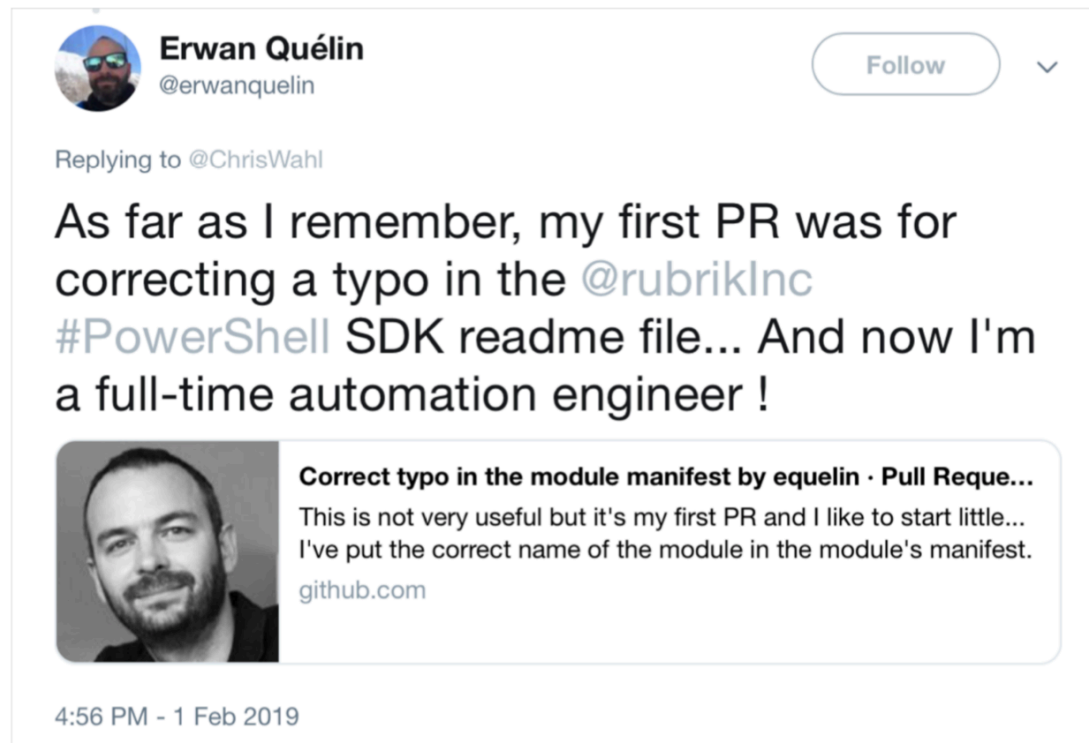 Erwan Quélin
@erwanquelin
Follow
Replying to @ChrisWahl
As far as I remember, my first PR was for
correcting a typo in the @rubrikInc
#PowerShell SDK readme file... And now I'm
a full-time automation engineer !
Correct typo in the module manifest by equelin · Pull Reque...
This is not very useful but it's my first PR and I like to start little...
I've put the correct name of the module in the module's manifest.
github.com
4:56 PM - 1 Feb 2019